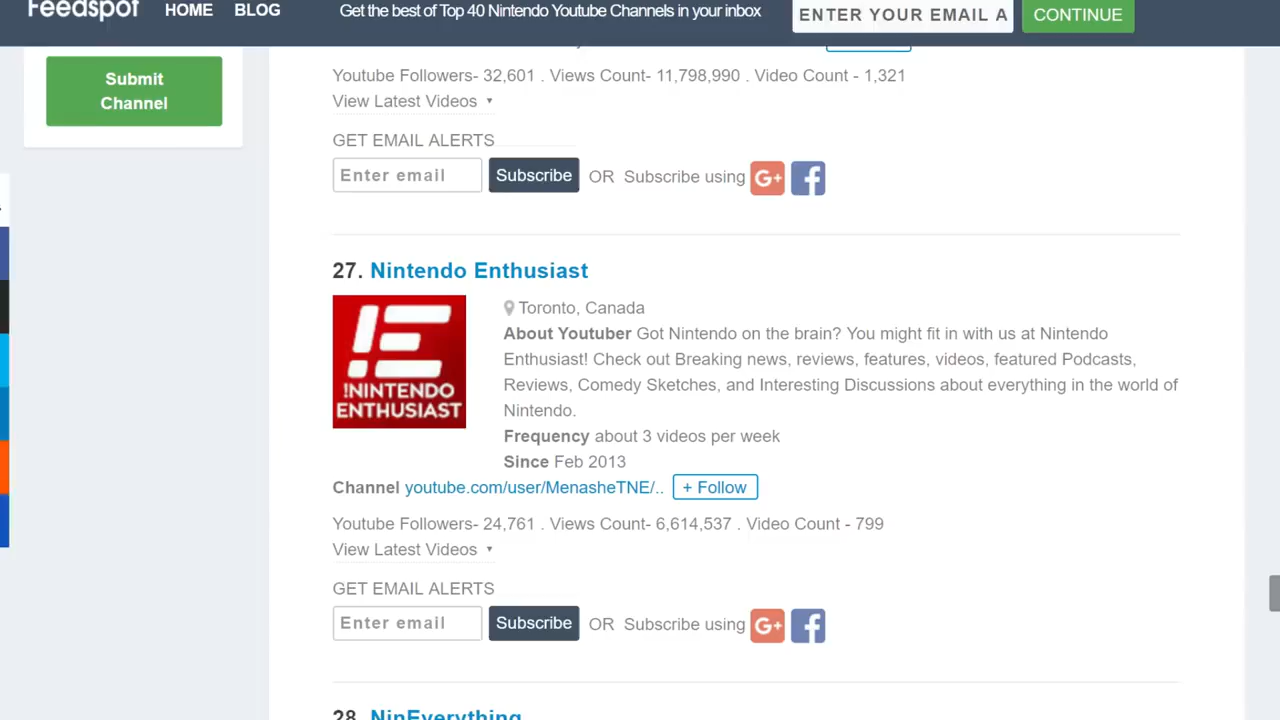 Feedspot HOME BLOG Get the best of Top 40 Nintendo Youtube Channels in your inbox ENTER YOUR EMAIL A CONTINUE
Submit
Channel
Youtube Followers- 32,601 . Views Count- 11,798,990 . Video Count - 1,321
View Latest Videos ▾
GET EMAIL ALERTS
Enter email Subscribe OR Subscribe using G+ f
27. Nintendo Enthusiast
!E
!NINTENDO
ENTHUSIAST
Toronto, Canada
About Youtuber Got Nintendo on the brain? You might fit in with us at Nintendo
Enthusiast! Check out Breaking news, reviews, features, videos, featured Podcasts,
Reviews, Comedy Sketches, and Interesting Discussions about everything in the world of
Nintendo.
Frequency about 3 videos per week
Since Feb 2013
Channel youtube.com/user/MenasheTNE/.. + Follow
Youtube Followers- 24,761 . Views Count- 6,614,537 . Video Count - 799
View Latest Videos ▾
GET EMAIL ALERTS
Enter email Subscribe OR Subscribe using G+ f
28. NinEverything